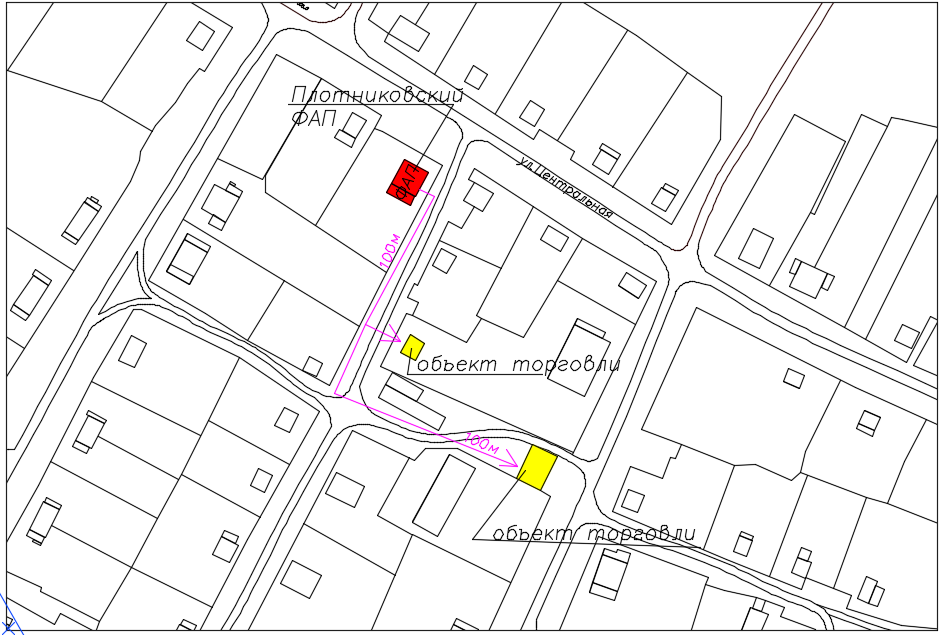 Плотниковский
ФАП
ФАП
ул Центральная
100м
объект торговли
100м
объект торговли